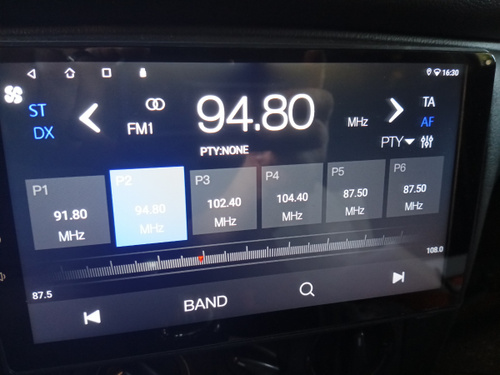 16:30
ST
94.80
TA
DX
FM1
MHz
AF
PTY:NONE
PTY
P1
P2
P3
P4
P5
P6
91.80
94.80
102.40
104.40
87.50
87.50
MHz
MHz
MHz
MHz
MHz
MHz
87.5
108.0
BAND